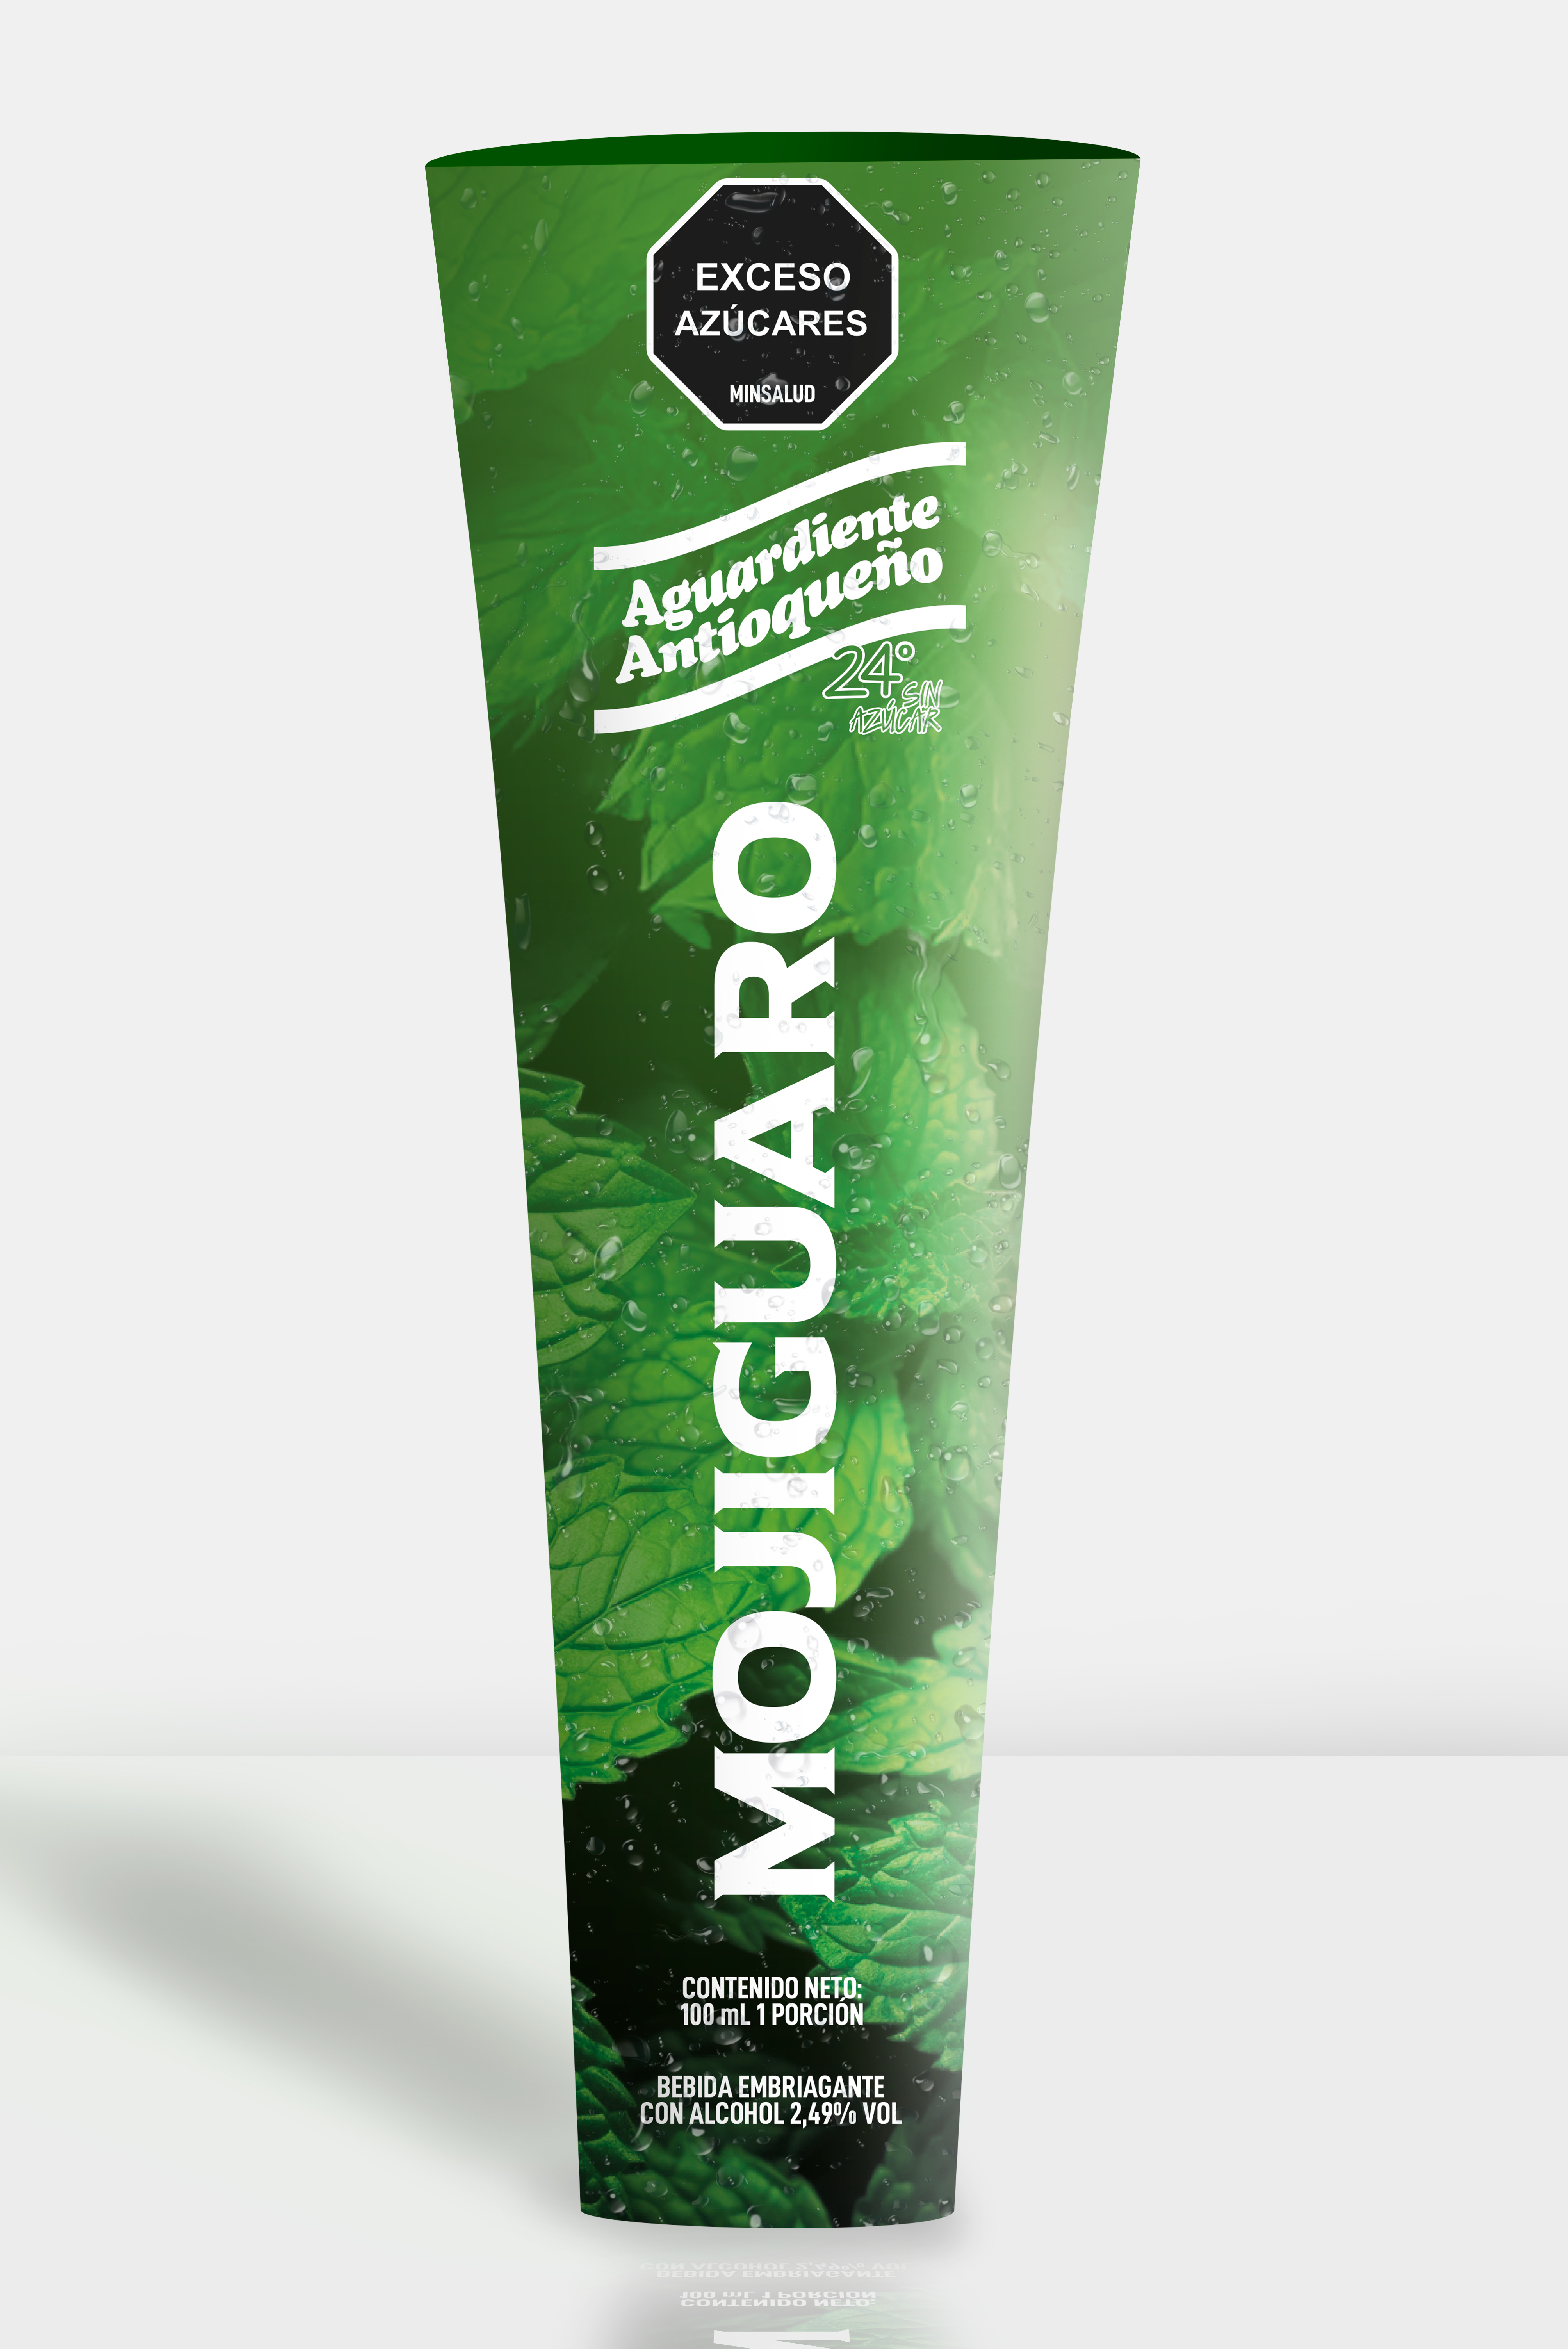 EXCESO
AZÚCARES
MINSALUD
Aguardiente
Antioqueño
24°
SIN
AZÚCAR
MOJIGUARO
CONTENIDO NETO:
100 mL 1 PORCIÓN
BEBIDA EMBRIAGANTE
CON ALCOHOL 2,49% VOL